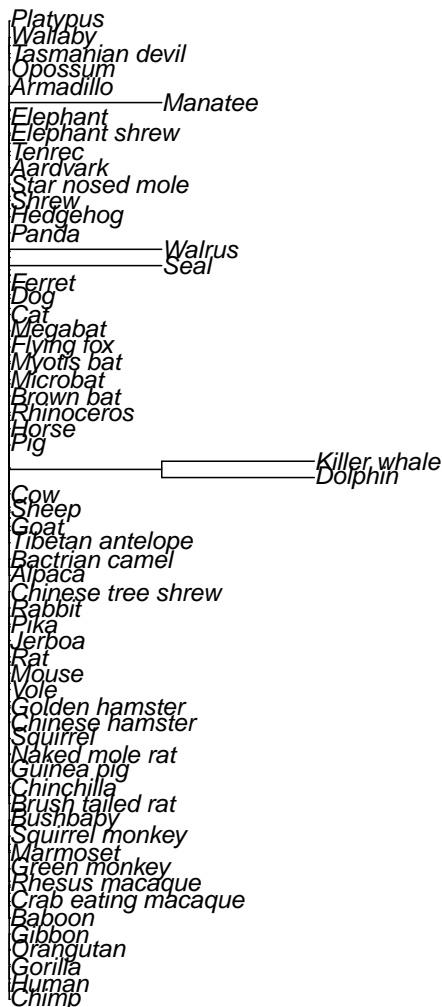 Platypus
Wallaby
Tasmanian devil
Opossum
Armadillo
Manatee
Elephant
Elephant shrew
Tenrec
Aardvark
Star nosed mole
Shrew
Hedgehog
Panda
Walrus
Seal
Ferret
Dog
Cat
Megabat
Flying fox
Myotis bat
Microbat
Brown bat
Rhinoceros
Horse
Pig
Killer whale
Dolphin
Cow
Sheep
Goat
Tibetan antelope
Bactrian camel
Alpaca
Chinese tree shrew
Rabbit
Pika
Jerboa
Rat
Mouse
Vole
Golden hamster
Chinese hamster
Squirrel
Naked mole rat
Guinea pig
Chinchilla
Brush tailed rat
Bushbaby
Squirrel monkey
Marmoset
Green monkey
Rhesus macaque
Crab eating macaque
Baboon
Gibbon
Orangutan
Gorilla
Human
Chimp